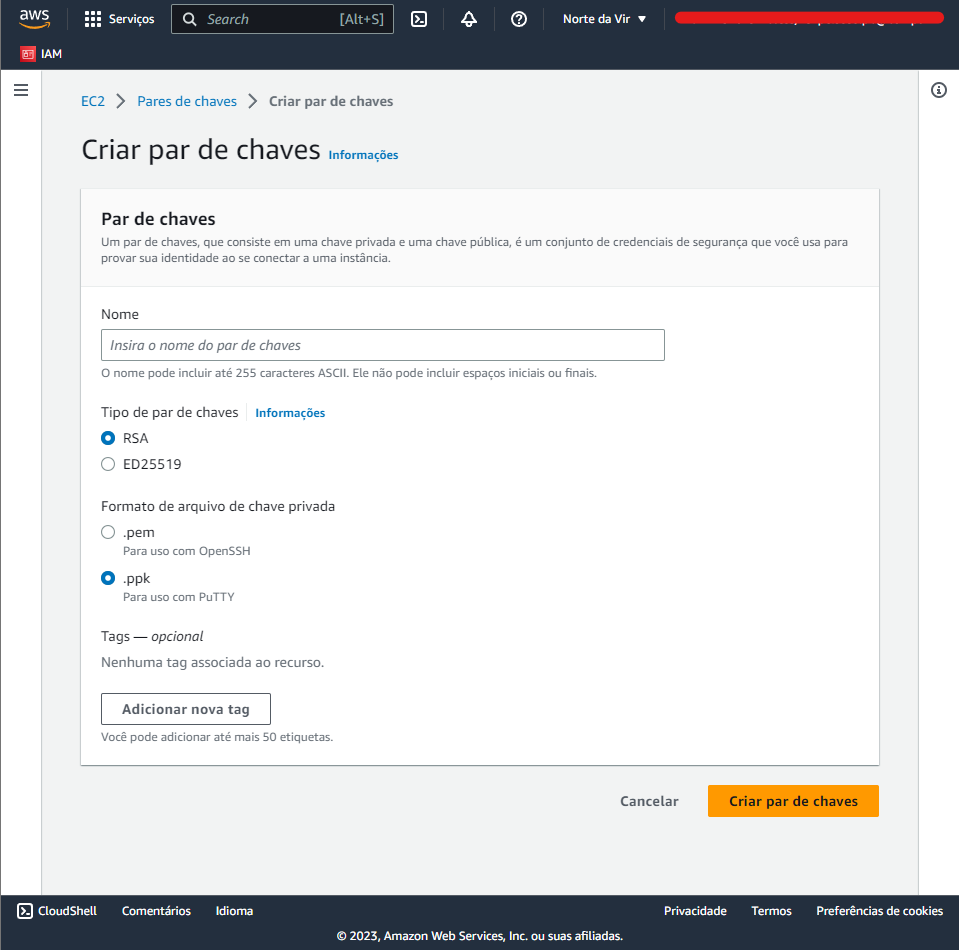 aws
Serviços
Search
[Alt+S]
Norte da Vir
IAM
EC2 > Pares de chaves > Criar par de chaves
Criar par de chaves Informações
Par de chaves
Um par de chaves, que consiste em uma chave privada e uma chave pública, é um conjunto de credenciais de segurança que você usa para
provar sua identidade ao se conectar a uma instância.
Nome
Insira o nome do par de chaves
O nome pode incluir até 255 caracteres ASCII. Ele não pode incluir espaços iniciais ou finais.
Tipo de par de chaves Informações
RSA
ED25519
Formato de arquivo de chave privada
.pem
Para uso com OpenSSH
.ppk
Para uso com PuTTY
Tags — opcional
Nenhuma tag associada ao recurso.
Adicionar nova tag
Você pode adicionar até mais 50 etiquetas.
Cancelar
Criar par de chaves
CloudShell
Comentários
Idioma
Privacidade
Termos
Preferências de cookies
© 2023, Amazon Web Services, Inc. ou suas afiliadas.